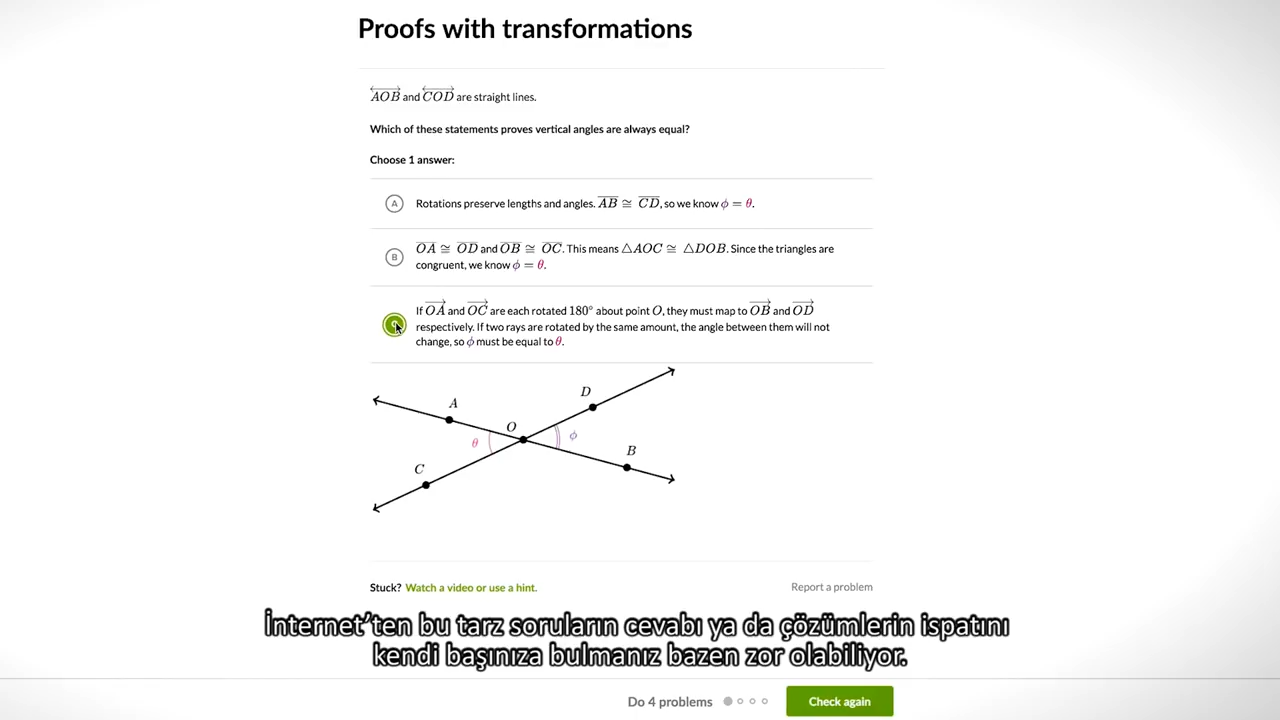 Proofs with transformations
AOB and COD are straight lines.
Which of these statements proves vertical angles are always equal?
Choose 1 answer:
A
Rotations preserve lengths and angles. AB ≅ CD, so we know ϕ = θ.
B
OA ≅ OD and OB ≅ OC. This means △AOC ≅ △DOB. Since the triangles are
congruent, we know ϕ = θ.
If OA and OC are each rotated 180° about point O, they must map to OB and OD
respectively. If two rays are rotated by the same amount, the angle between them will not
change, so ϕ must be equal to θ.
D
A
O
θ
ϕ
B
C
Stuck? Watch a video or use a hint.
Report a problem
İnternet'ten bu tarz soruların cevabı ya da çözümlerin ispatını
kendi başınıza bulmanız bazen zor olabiliyor.
Do 4 problems
Check again